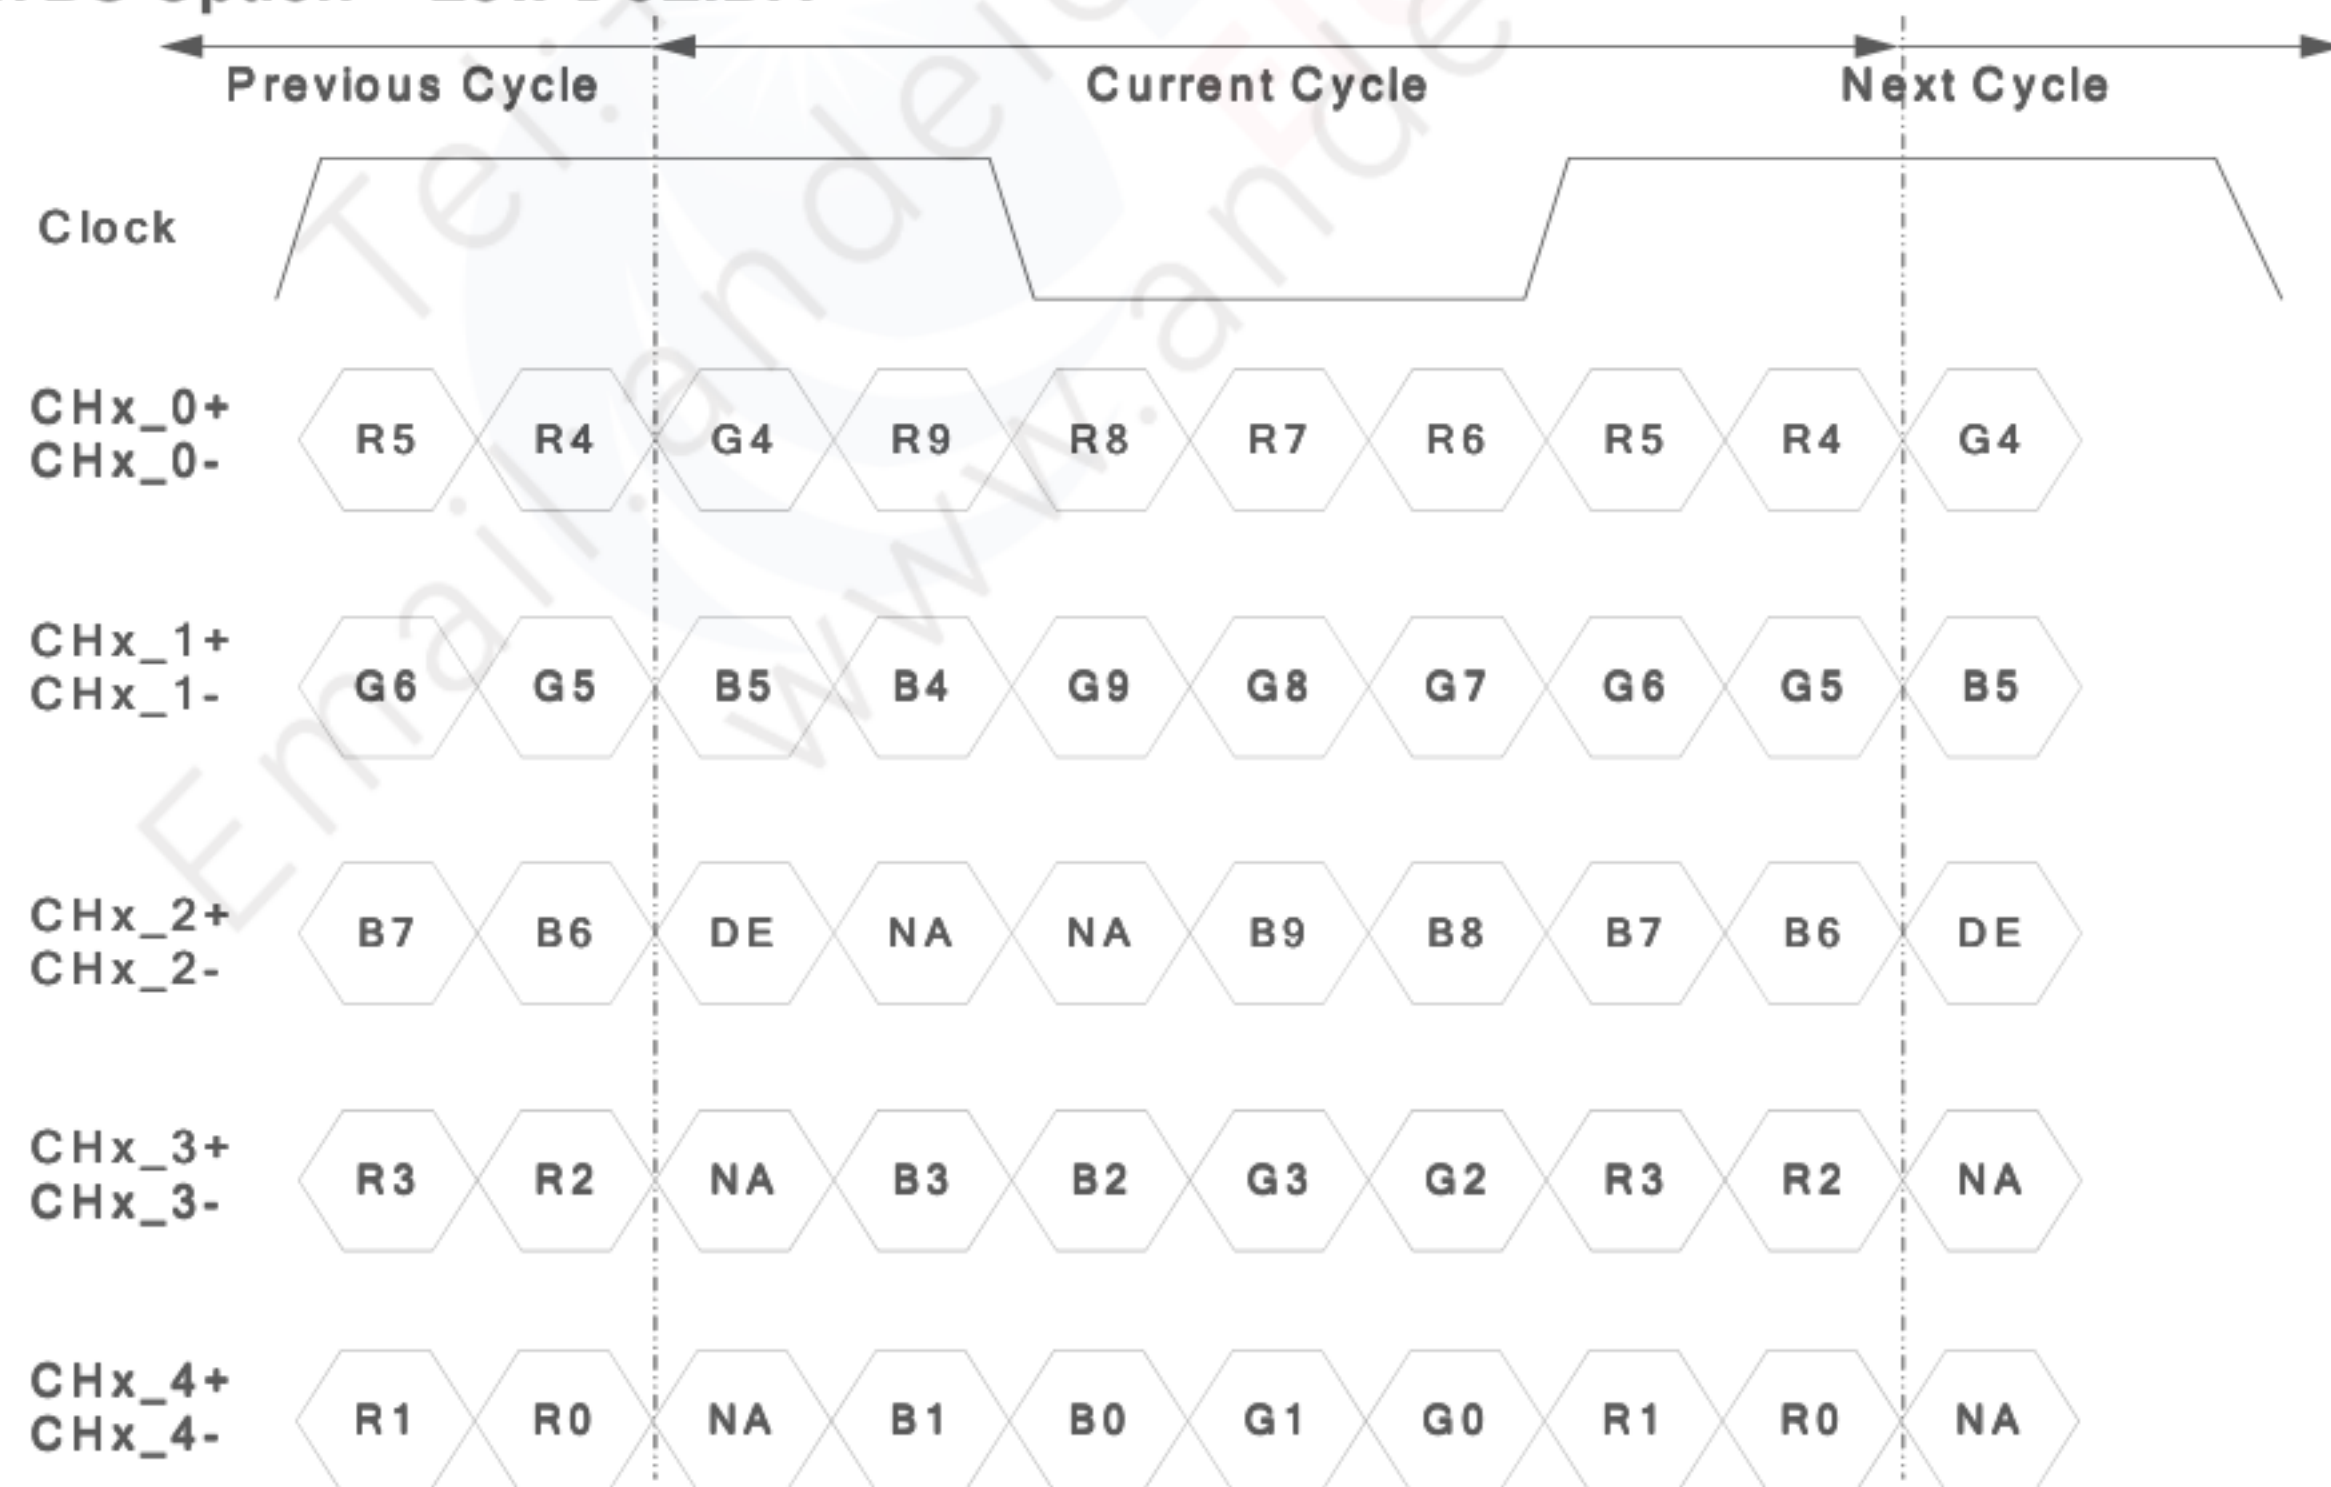 Previous Cycle Current Cycle Next Cycle
Clock
CHx_0+
CHx_0-
R5 R4 G4 R9 R8 R7 R6 R5 R4 G4
CHx_1+
CHx_1-
G6 G5 B5 B4 G9 G8 G7 G6 G5 B5
CHx_2+
CHx_2-
B7 B6 DE NA NA B9 B8 B7 B6 DE
CHx_3+
CHx_3-
R3 R2 NA B3 B2 G3 G2 R3 R2 NA
CHx_4+
CHx_4-
R1 R0 NA B1 B0 G1 G0 R1 R0 NA
Tel:
Email: